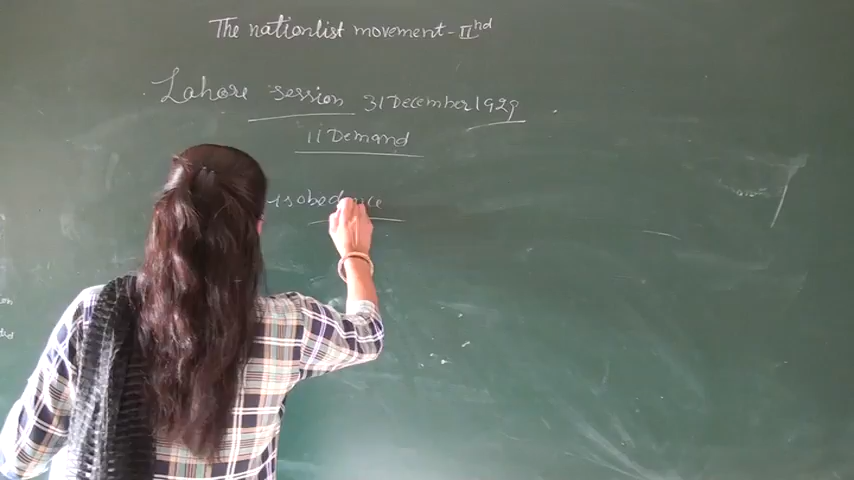 The nationlist movement - IInd
Lahore session 31 December 1929
11 Demand